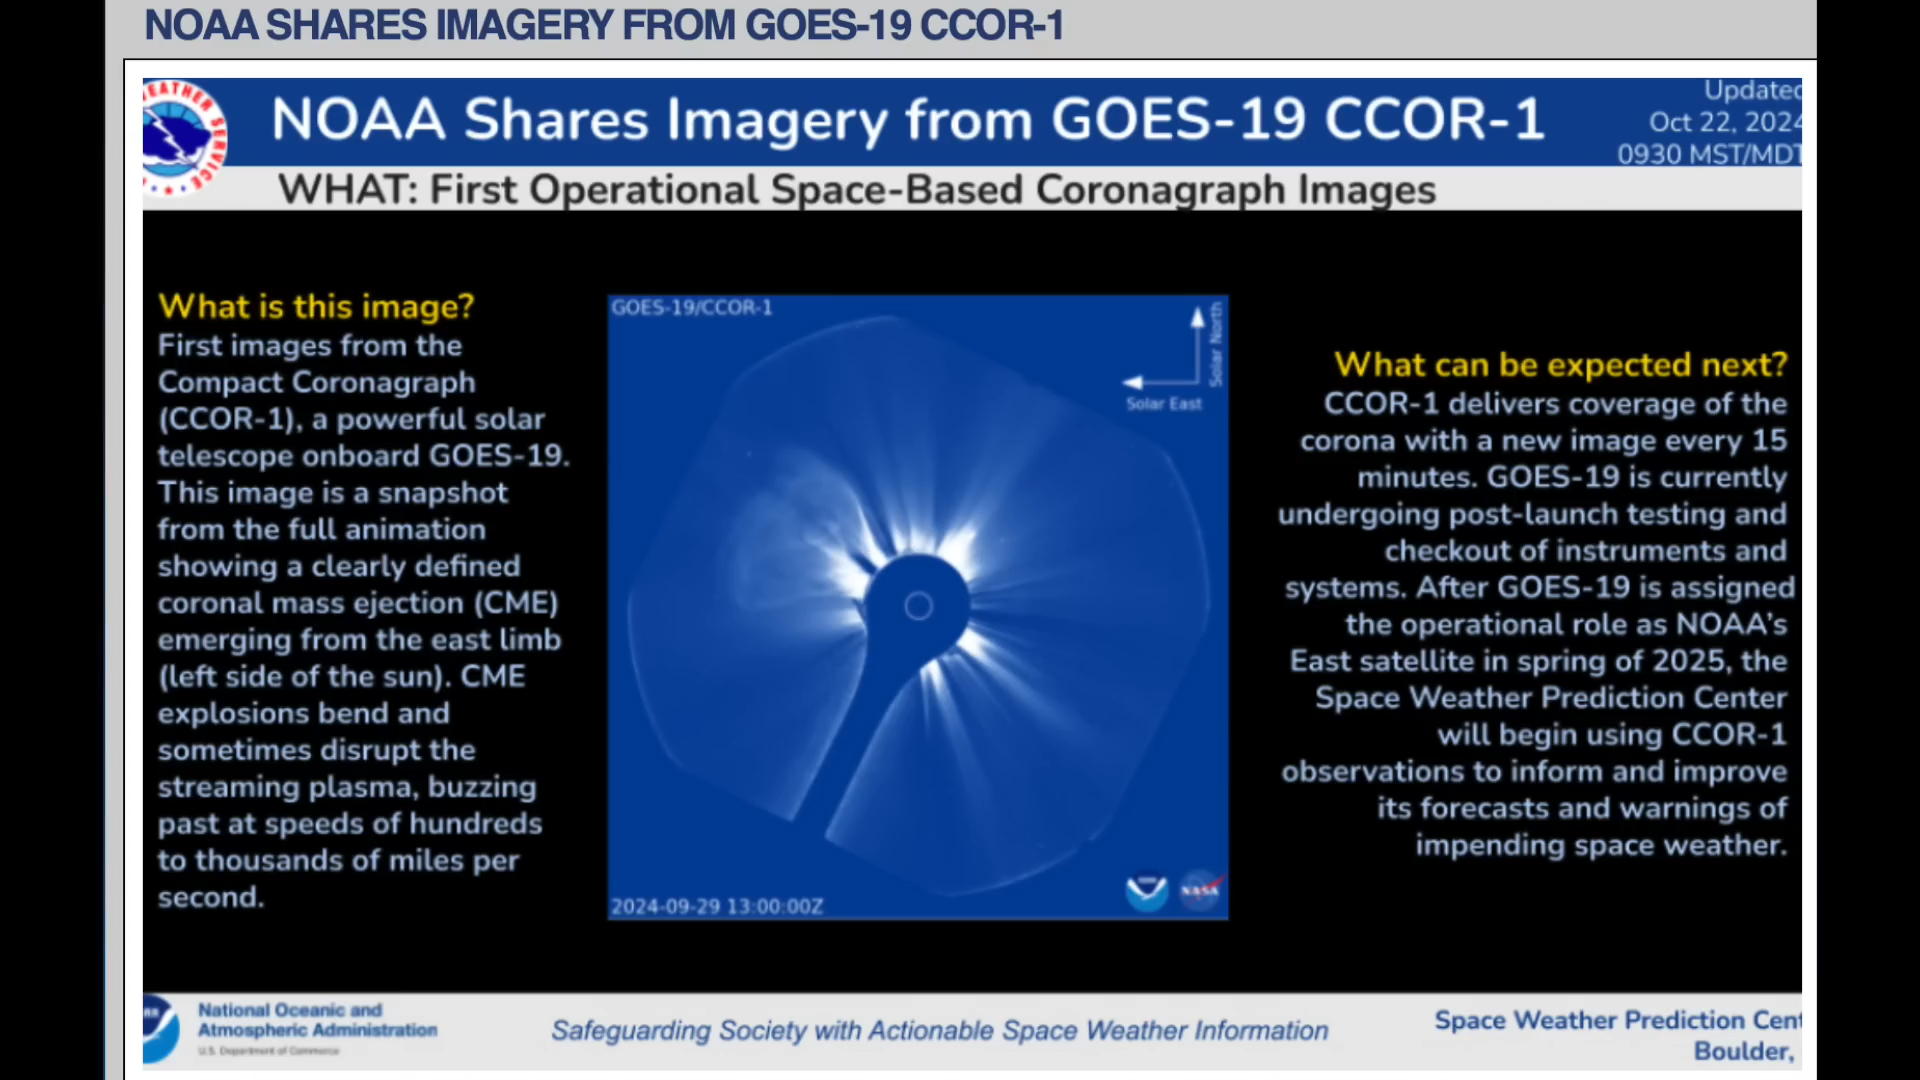 NOAA SHARES IMAGERY FROM GOES-19 CCOR-1
EATHER SERVICE
NOAA Shares Imagery from GOES-19 CCOR-1
Updated
Oct 22, 2024
0930 MST/MDT
WHAT: First Operational Space-Based Coronagraph Images
What is this image?
First images from the
Compact Coronagraph
(CCOR-1), a powerful solar
telescope onboard GOES-19.
This image is a snapshot
from the full animation
showing a clearly defined
coronal mass ejection (CME)
emerging from the east limb
(left side of the sun). CME
explosions bend and
sometimes disrupt the
streaming plasma, buzzing
past at speeds of hundreds
to thousands of miles per
second.
GOES-19/CCOR-1
Solar North
Solar East
2024-09-29 13:00:00Z
NASA
What can be expected next?
CCOR-1 delivers coverage of the
corona with a new image every 15
minutes. GOES-19 is currently
undergoing post-launch testing and
checkout of instruments and
systems. After GOES-19 is assigned
the operational role as NOAA's
East satellite in spring of 2025, the
Space Weather Prediction Center
will begin using CCOR-1
observations to inform and improve
its forecasts and warnings of
impending space weather.
National Oceanic and
Atmospheric Administration
U.S. Department of Commerce
Safeguarding Society with Actionable Space Weather Information
Space Weather Prediction Cent
Boulder,